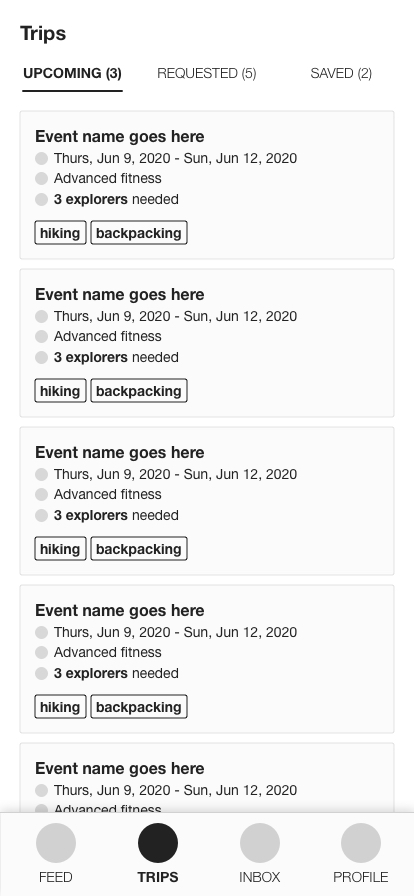 Trips
UPCOMING (3) REQUESTED (5) SAVED (2)
Event name goes here
Thurs, Jun 9, 2020 - Sun, Jun 12, 2020
Advanced fitness
3 explorers needed
hiking backpacking
Event name goes here
Thurs, Jun 9, 2020 - Sun, Jun 12, 2020
Advanced fitness
3 explorers needed
hiking backpacking
Event name goes here
Thurs, Jun 9, 2020 - Sun, Jun 12, 2020
Advanced fitness
3 explorers needed
hiking backpacking
Event name goes here
Thurs, Jun 9, 2020 - Sun, Jun 12, 2020
Advanced fitness
3 explorers needed
hiking backpacking
Event name goes here
Thurs, Jun 9, 2020 - Sun, Jun 12, 2020
Advanced fitness
FEED TRIPS INBOX PROFILE